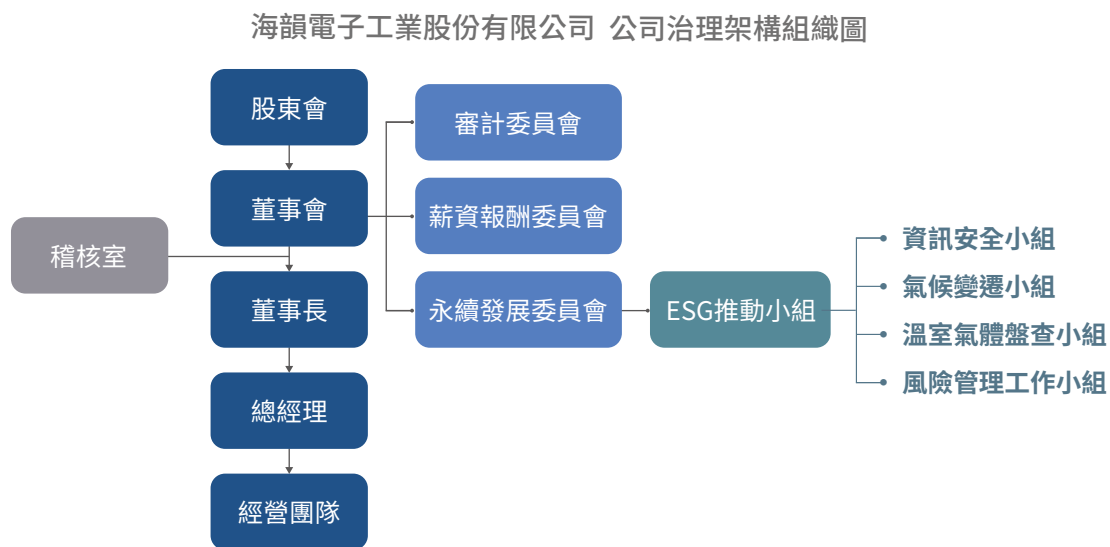 海韻電子工業股份有限公司 公司治理架構組織圖
股東會
審計委員會
董事會
薪資報酬委員會
稽核室
董事長
永續發展委員會
ESG推動小組
資訊安全小組
氣候變遷小組
溫室氣體盤查小組
風險管理工作小組
總經理
經營團隊